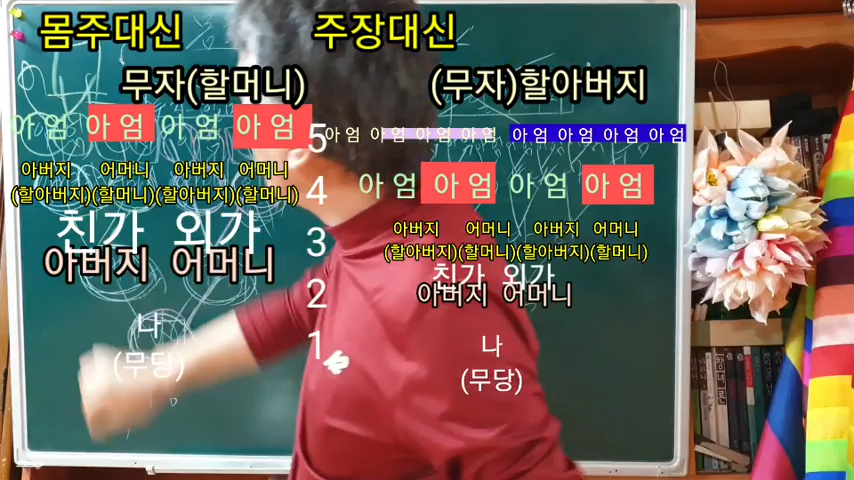 몸주대신
주장대신
무자(할머니)
(무자)할아버지
아 엄 아 엄 아 엄 아 엄
5
아 엄 아 엄 아 엄 아 엄
아 엄 아 엄 아 엄 아 엄
아버지 어머니 아버지 어머니
(할아버지)(할머니)(할아버지)(할머니)
4
아 엄 아 엄 아 엄 아 엄
친가 외가
아버지 어머니
3
아버지 어머니 아버지 어머니
(할아버지)(할머니)(할아버지)(할머니)
2
친가 외가
아버지 어머니
나
(무당)
1
나
(무당)